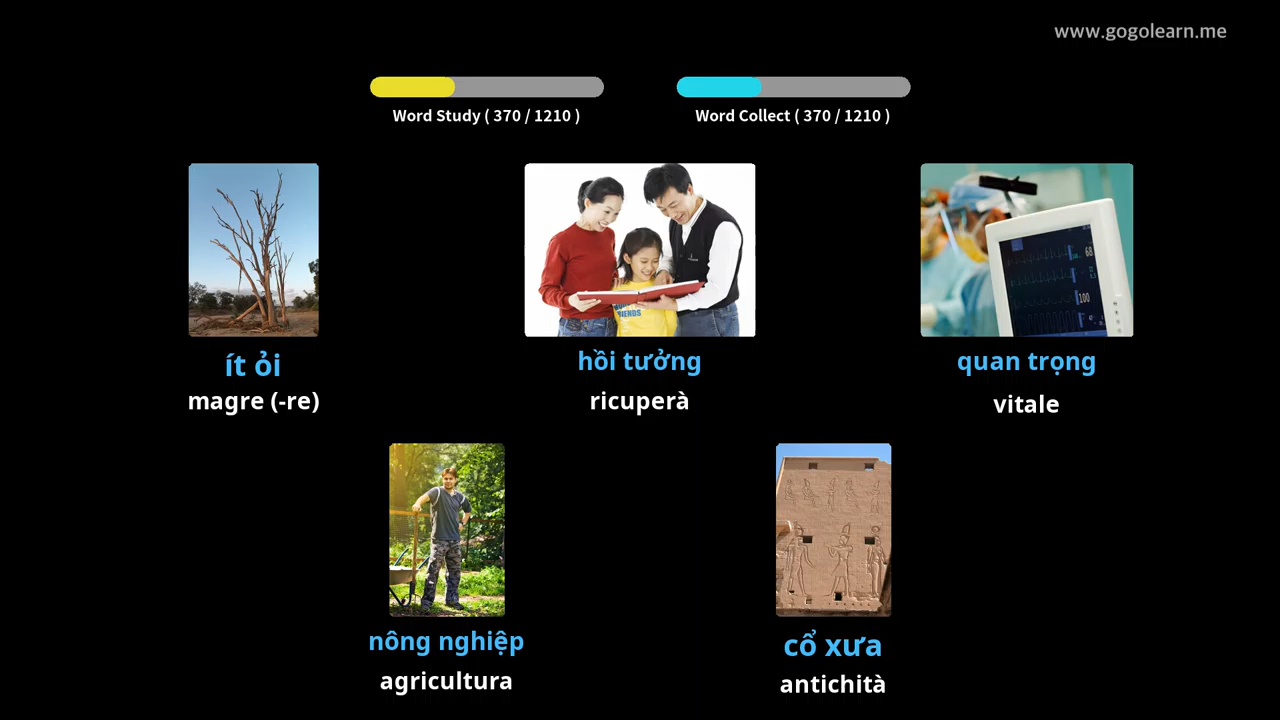 www.gogolearn.me
Word Study ( 370 / 1210 )
Word Collect ( 370 / 1210 )
ít ỏi
magre (-re)
hồi tưởng
ricuperà
quan trọng
vitale
nông nghiệp
agricultura
cổ xưa
antichità